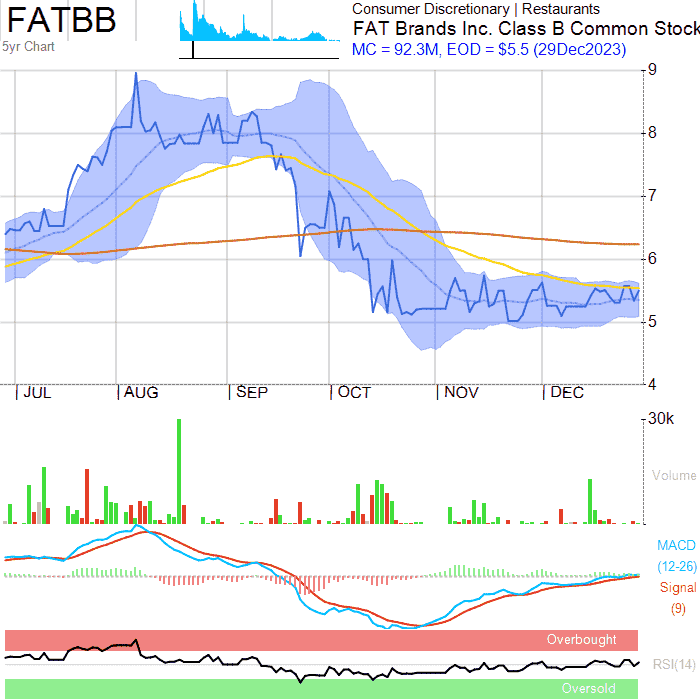 FATBB
5yr Chart
Consumer Discretionary | Restaurants
FAT Brands Inc. Class B Common Stock
MC = 92.3M, EOD = $5.5 (29Dec2023)
9
8
7
6
5
4
JUL AUG SEP OCT NOV DEC
30k
Volume
MACD
(12-26)
Signal
(9)
Overbought
RSI(14)
Oversold